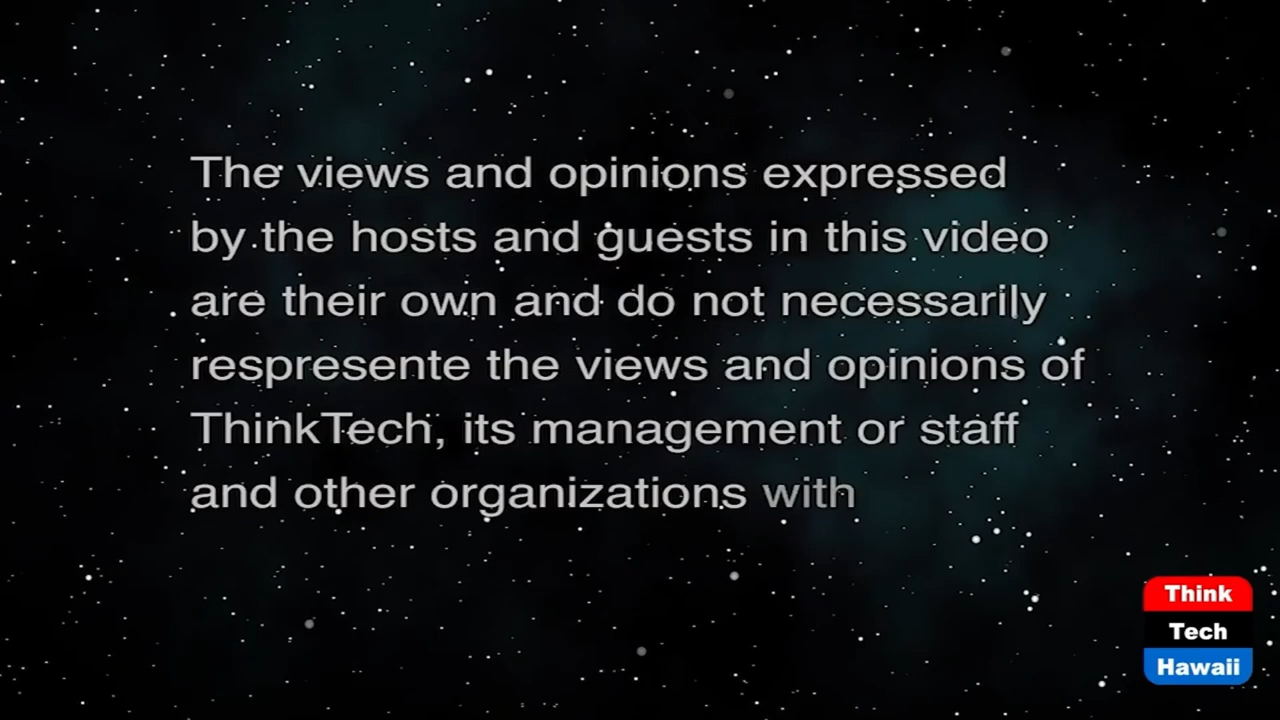 The views and opinions expressed
by the hosts and guests in this video
are their own and do not necessarily
respresente the views and opinions of
ThinkTech, its management or staff
and other organizations with
Think
Tech
Hawaii